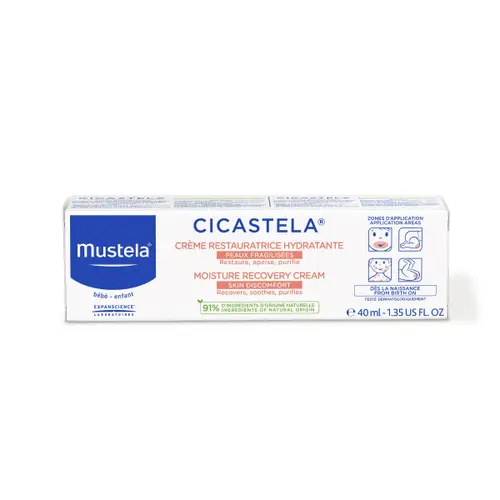 mustela
bébé - enfant
EXPANSCIENCE
LABORATOIRES
CICASTELA®
CRÈME RESTAURATRICE HYDRATANTE
PEAUX FRAGILISÉES
Restaure, apaise, purifie
MOISTURE RECOVERY CREAM
SKIN DISCOMFORT
Recovers, soothes, purifies
91% D'INGRÉDIENTS D'ORIGINE NATURELLE
INGREDIENTS OF NATURAL ORIGIN
ZONES D'APPLICATION
APPLICATION AREAS
DÈS LA NAISSANCE
FROM BIRTH ON
TESTÉ DERMATOLOGIQUEMENT
e 40 ml - 1.35 US FL. OZ